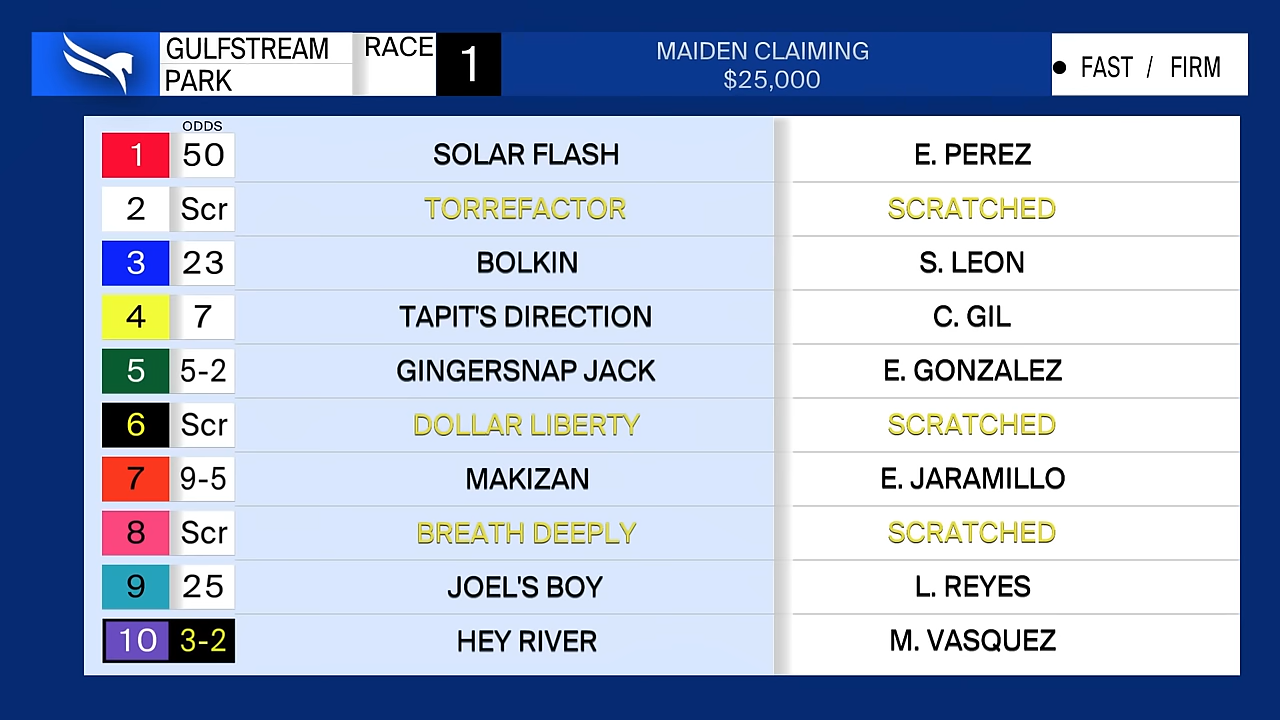 GULFSTREAM
PARK
RACE 1
MAIDEN CLAIMING
$25,000
FAST / FIRM
ODDS
1 50 SOLAR FLASH E. PEREZ
2 Scr TORREFACTOR SCRATCHED
3 23 BOLKIN S. LEON
4 7 TAPIT'S DIRECTION C. GIL
5 5-2 GINGERSNAP JACK E. GONZALEZ
6 Scr DOLLAR LIBERTY SCRATCHED
7 9-5 MAKIZAN E. JARAMILLO
8 Scr BREATH DEEPLY SCRATCHED
9 25 JOEL'S BOY L. REYES
10 3-2 HEY RIVER M. VASQUEZ